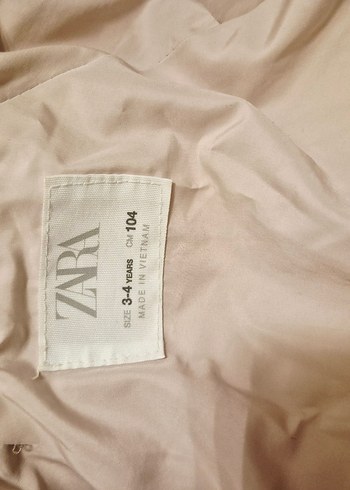 ZARA
SIZE 3-4 YEARS CM 104
MADE IN VIETNAM